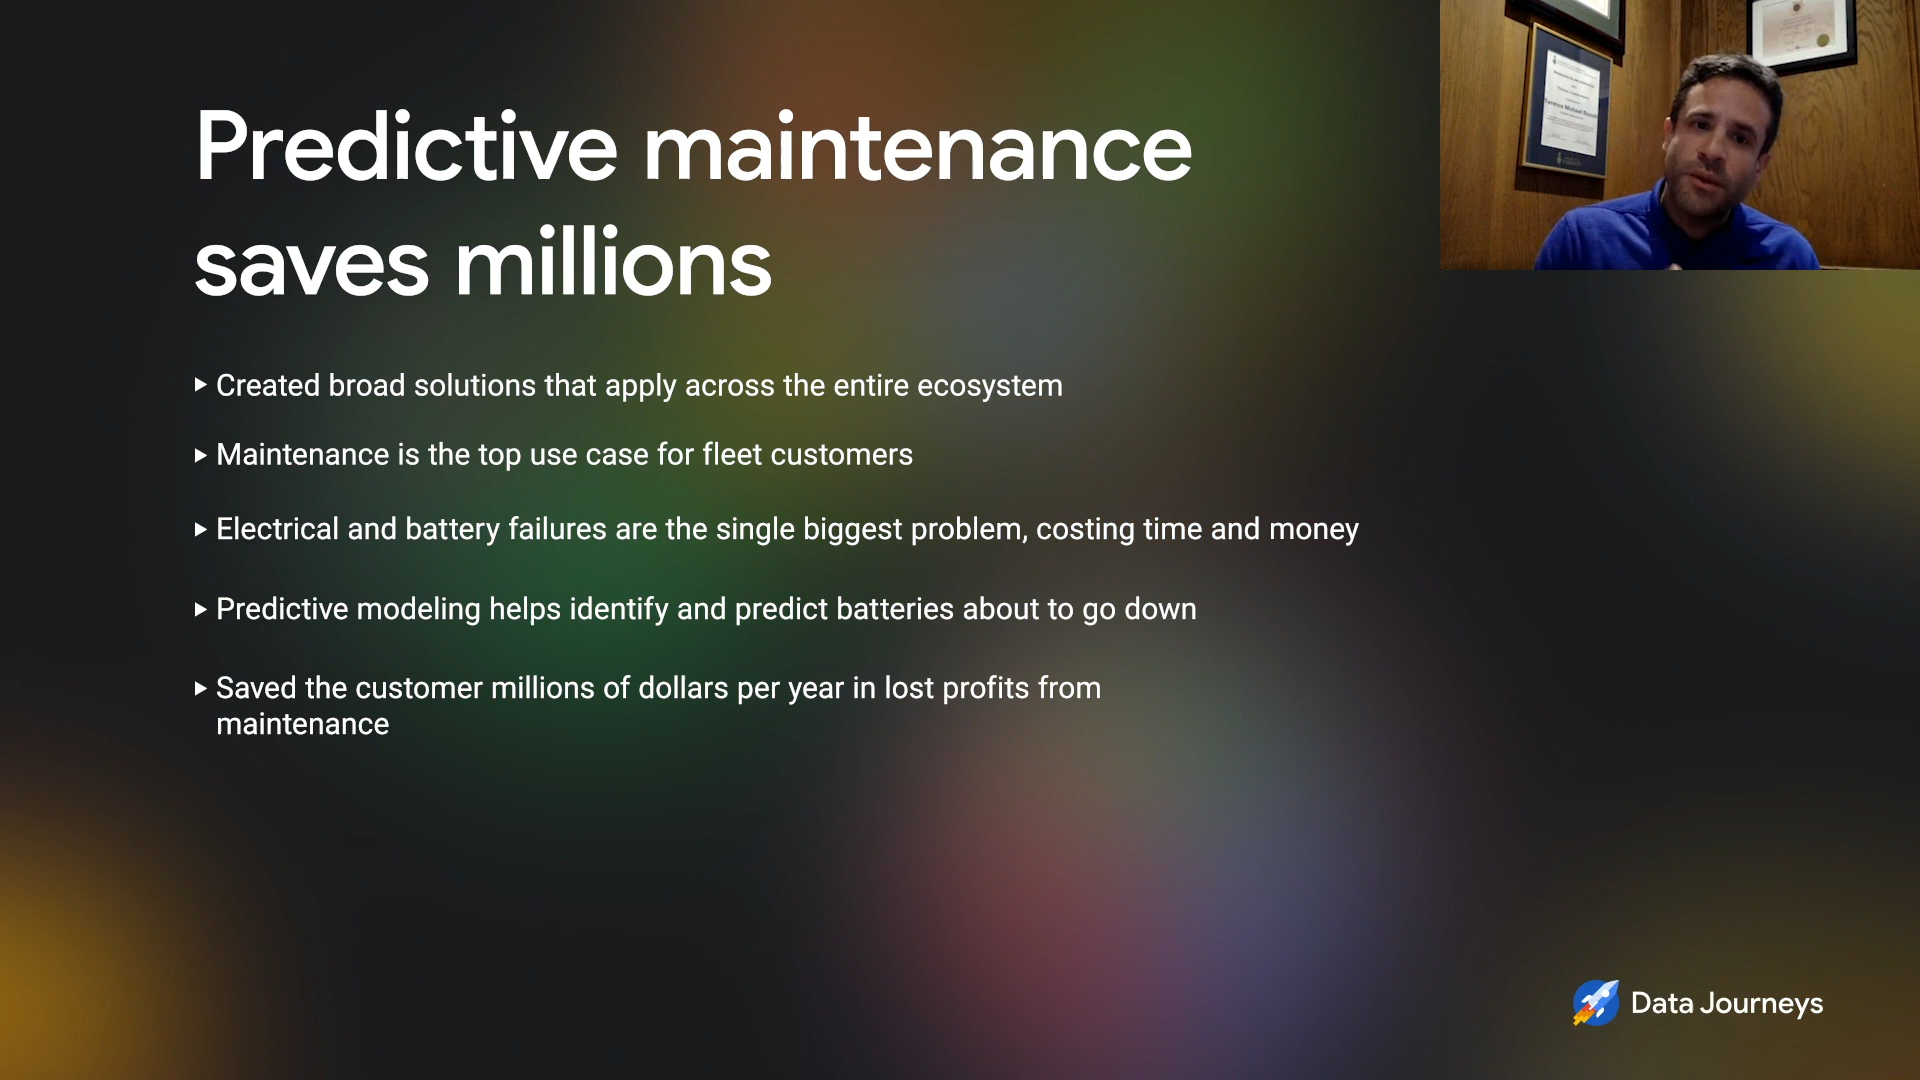 Predictive maintenance
saves millions
▸ Created broad solutions that apply across the entire ecosystem
▸ Maintenance is the top use case for fleet customers
▸ Electrical and battery failures are the single biggest problem, costing time and money
▸ Predictive modeling helps identify and predict batteries about to go down
▸ Saved the customer millions of dollars per year in lost profits from
maintenance
Data Journeys